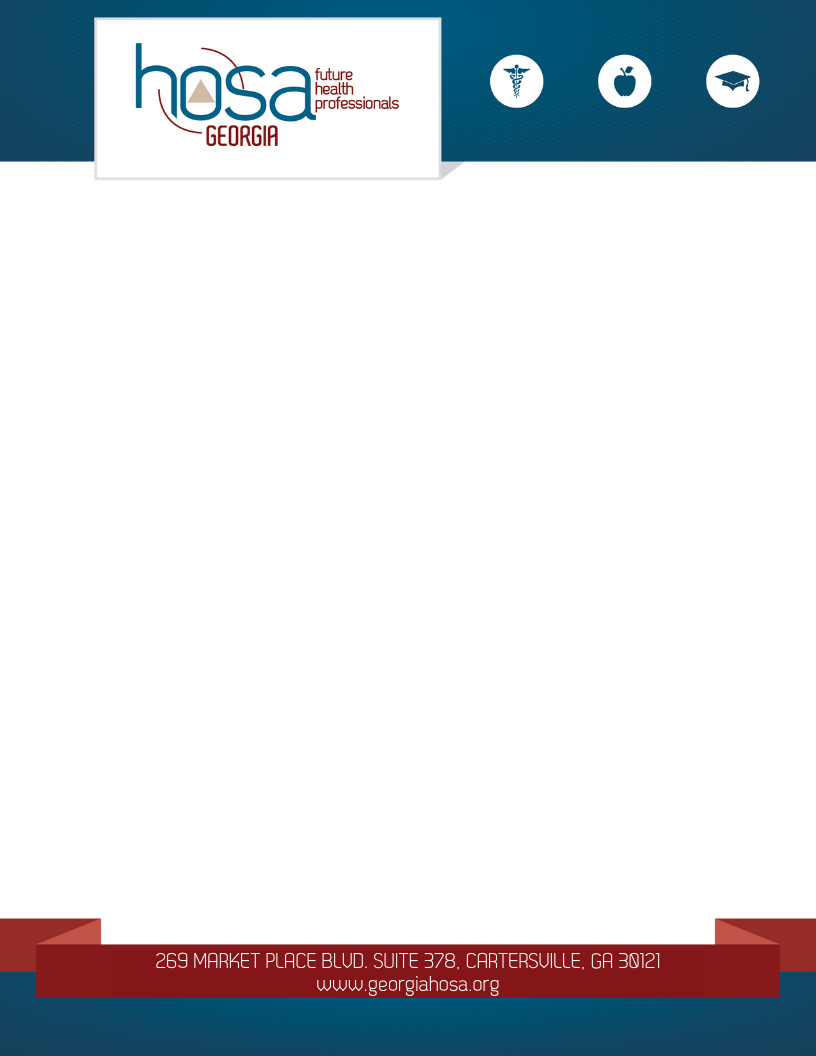 hosa
future
health
professionals
GEORGIA
269 MARKET PLACE BLVD. SUITE 378, CARTERSVILLE, GA 30121
www.georgiahosa.org